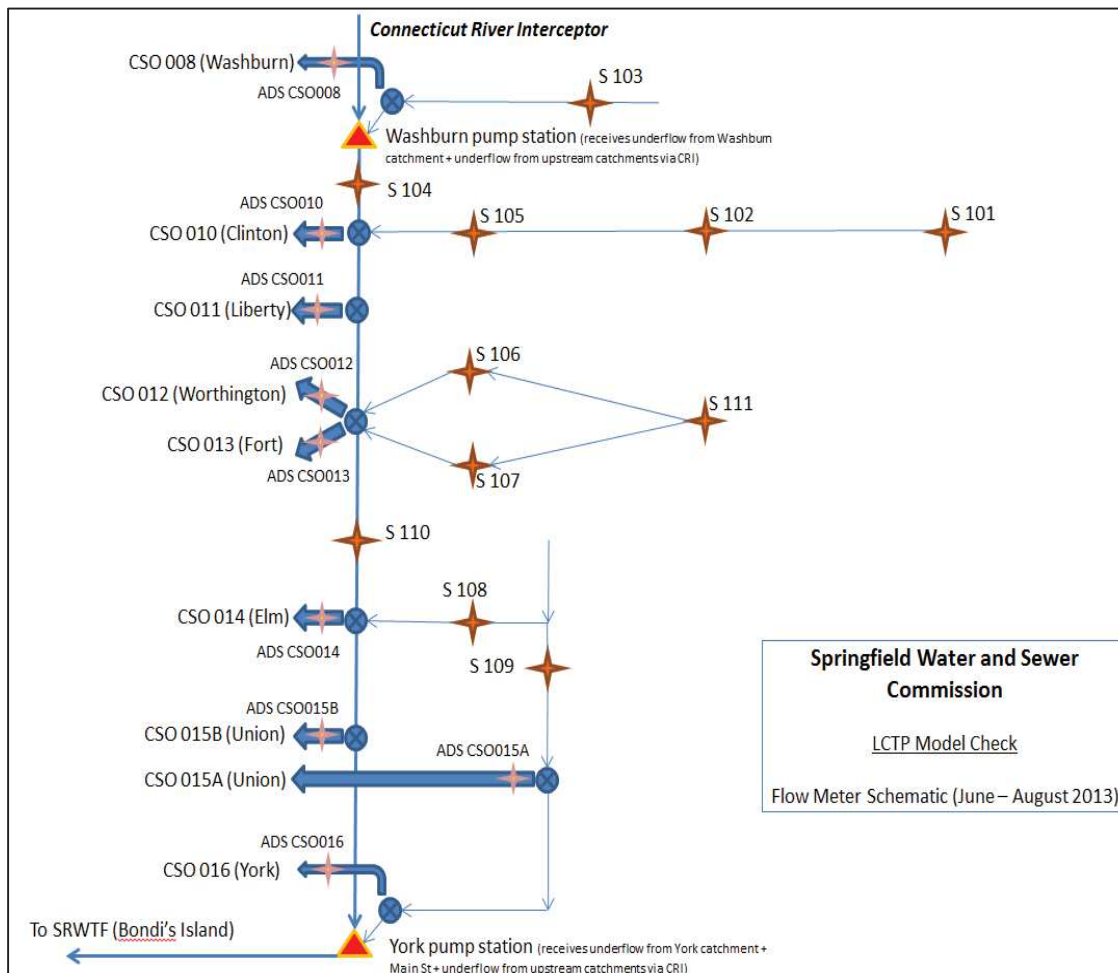 Connecticut River Interceptor
CSO 008 (Washburn)
S 103
ADS CSO008
Washburn pump station (receives underflow from Washburn
catchment + underflow from upstream catchments via CRI)
S 104
ADS CSO010
S 105
S 102
S 101
CSO 010 (Clinton)
ADS CSO011
CSO 011 (Liberty)
ADS CSO012
S 106
CSO 012 (Worthington)
S 111
CSO 013 (Fort)
ADS CSO013
S 107
S 110
S 108
CSO 014 (Elm)
ADS CSO014
S 109
Springfield Water and Sewer
Commission
LCTP Model Check
Flow Meter Schematic (June – August 2013)
ADS CSO015B
CSO 015B (Union)
ADS CSO015A
CSO 015A (Union)
ADS CSO016
CSO 016 (York)
To SRWTF (Bondi's Island)
York pump station (receives underflow from York catchment +
Main St + underflow from upstream catchments via CRI)